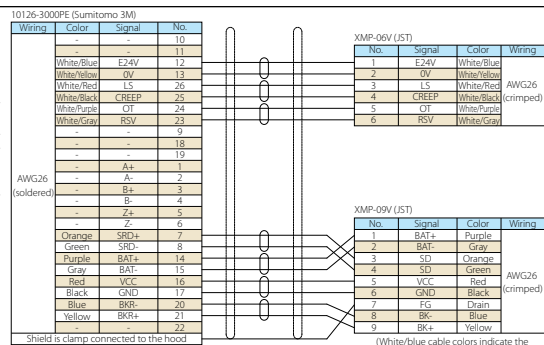 10126-3000PE (Sumitomo 3M)
Wiring Color Signal No.
- - 10
- - 11
White/Blue E24V 12
White/Yellow 0V 13
White/Red LS 26
White/Black CREEP 25
White/Purple OT 24
White/Gray RSV 23
- - 9
- - 18
- - 19
- A+ 1
AWG26 (soldered)
- A- 2
- B+ 3
- B- 4
- Z+ 5
- Z- 6
Orange SRD+ 7
Green SRD- 8
Purple BAT+ 14
Gray BAT- 15
Red VCC 16
Black GND 17
Blue BKR- 20
Yellow BKR+ 21
- - 22
Shield is clamp connected to the hood
XMP-06V (JST)
No. Signal Color Wiring
1 E24V White/Blue
2 0V White/Yellow
3 LS White/Red
AWG26 (crimped)
4 CREEP White/Black
5 OT White/Purple
6 RSV White/Gray
XMP-09V (JST)
No. Signal Color Wiring
1 BAT+ Purple
2 BAT- Gray
3 SD Orange
4 SD Green
5 VCC Red
AWG26 (crimped)
6 GND Black
7 FG Drain
8 BK- Blue
9 BK+ Yellow
(White/blue cable colors indicate the